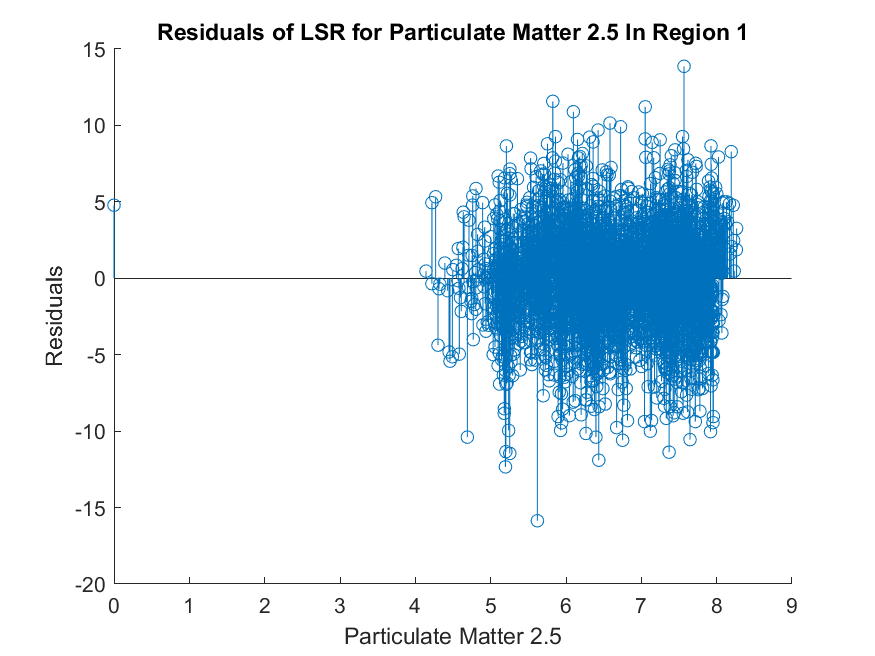 Residuals of LSR for Particulate Matter 2.5 In Region 1
15
10
5
0
-5
-10
-15
-20
Residuals
0 1 2 3 4 5 6 7 8 9
Particulate Matter 2.5